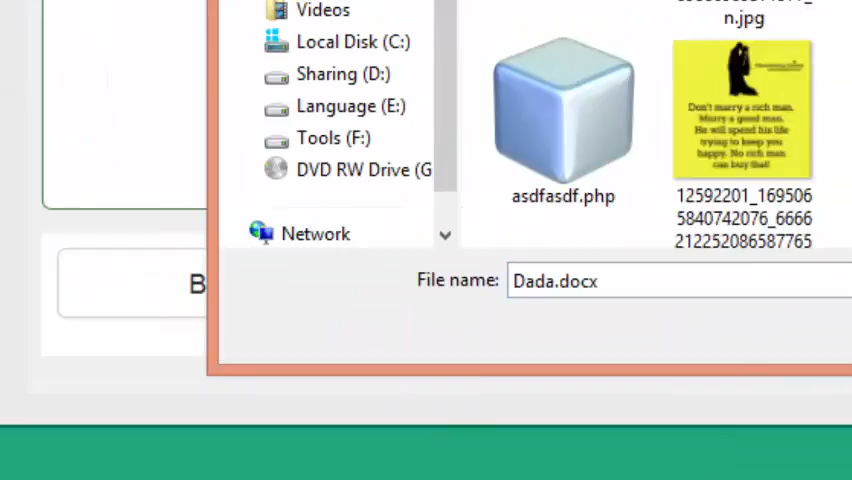 Videos
Local Disk (C:)
Sharing (D:)
Language (E:)
Tools (F:)
DVD RW Drive (G
Network
n.jpg
Don't marry a rich man.
Marry a good man.
He will spend his life
trying to keep you
happy. No rich man
can buy that!
asdfasdf.php
12592201_169506
5840742076_6666
212252086587765
B
File name:
Dada.docx